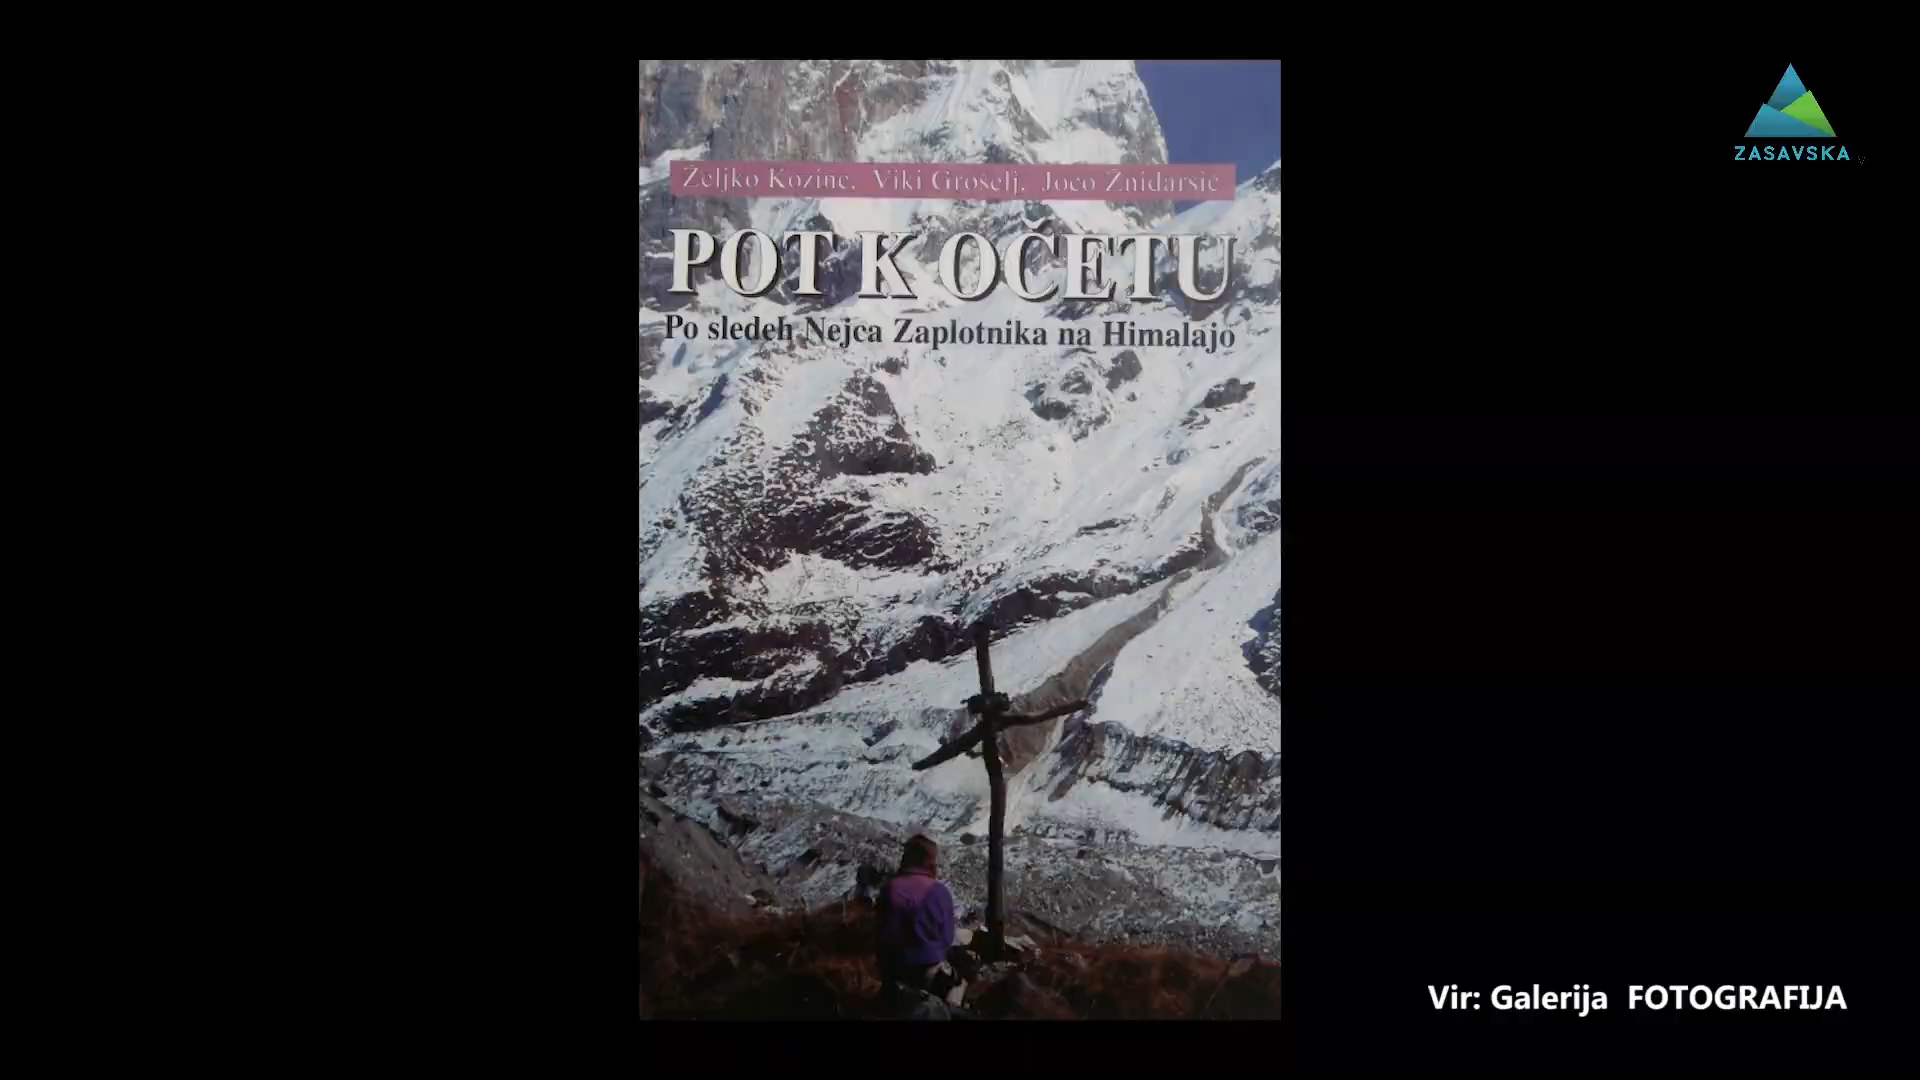 ZASAVSKA
Željko Kozinc, Viki Grošelj, Joco Žnidaršič
POT K OČETU
Po sledeh Nejca Zaplotnika na Himalajo
Vir: Galerija FOTOGRAFIJA